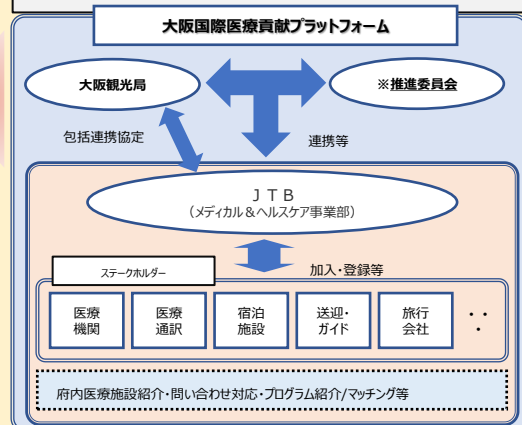 大阪国際医療貢献プラットフォーム
大阪観光局
※推進委員会
包括連携協定
連携等
ＪＴＢ
（メディカル＆ヘルスケア事業部）
ステークホルダー
加入・登録等
医療
機関
医療
通訳
宿泊
施設
送迎・
ガイド
旅行
会社
・・
・
府内医療施設紹介・問い合わせ対応・プログラム紹介/マッチング等